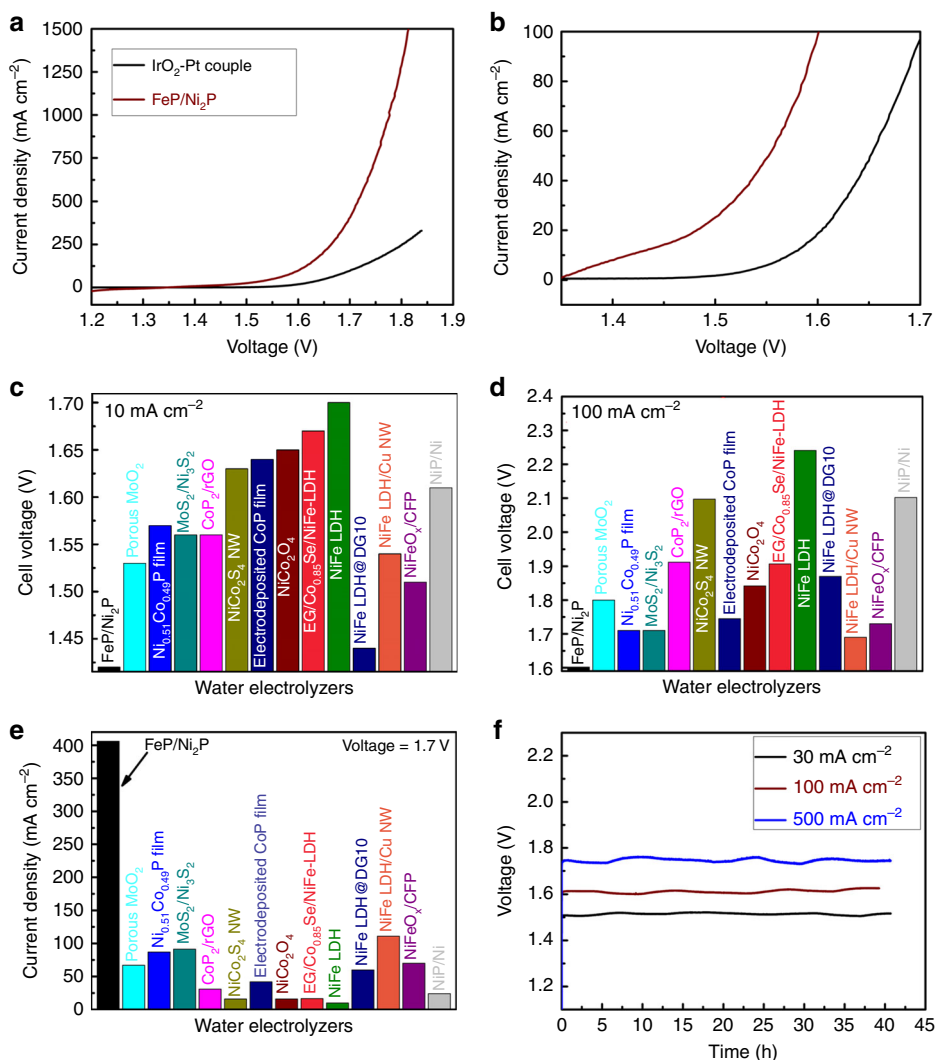 a
1500
1250
1000
750
500
250
0
Current density (mA cm⁻²)
IrO₂-Pt couple
FeP/Ni₂P
1.2 1.3 1.4 1.5 1.6 1.7 1.8 1.9
Voltage (V)
b
100
80
60
40
20
0
Current density (mA cm⁻²)
1.4 1.5 1.6 1.7
Voltage (V)
c
10 mA cm⁻²
1.70
1.65
1.60
1.55
1.50
1.45
Cell voltage (V)
FeP/Ni₂P
Porous MoO₂
Ni₀.₅₁Co₀.₄₉P film
MoS₂/Ni₃S₂
CoP₂/rGO
NiCo₂S₄ NW
Electrodeposited CoP film
NiCo₂O₄
EG/Co₀.₈₅Se/NiFe-LDH
NiFe LDH
NiFe LDH@DG10
NiFe LDH/Cu NW
NiFeOₓ/CFP
NiP/Ni
Water electrolyzers
d
100 mA cm⁻²
2.4
2.3
2.2
2.1
2.0
1.9
1.8
1.7
1.6
Cell voltage (V)
FeP/Ni₂P
Porous MoO₂
Ni₀.₅₁Co₀.₄₉P film
MoS₂/Ni₃S₂
CoP₂/rGO
NiCo₂S₄ NW
Electrodeposited CoP film
NiCo₂O₄
EG/Co₀.₈₅Se/NiFe-LDH
NiFe LDH
NiFe LDH@DG10
NiFe LDH/Cu NW
NiFeOₓ/CFP
NiP/Ni
Water electrolyzers
e
400
350
300
250
200
150
100
50
0
Current density (mA cm⁻²)
FeP/Ni₂P
Voltage = 1.7 V
Porous MoO₂
Ni₀.₅₁Co₀.₄₉P film
MoS₂/Ni₃S₂
CoP₂/rGO
NiCo₂S₄ NW
Electrodeposited CoP film
NiCo₂O₄
EG/Co₀.₈₅Se/NiFe-LDH
NiFe LDH
NiFe LDH@DG10
NiFe LDH/Cu NW
NiFeOₓ/CFP
NiP/Ni
Water electrolyzers
f
2.2
2.0
1.8
1.6
1.5
1.2
Voltage (V)
30 mA cm⁻²
100 mA cm⁻²
500 mA cm⁻²
0 5 10 15 20 25 30 35 40 45
Time (h)